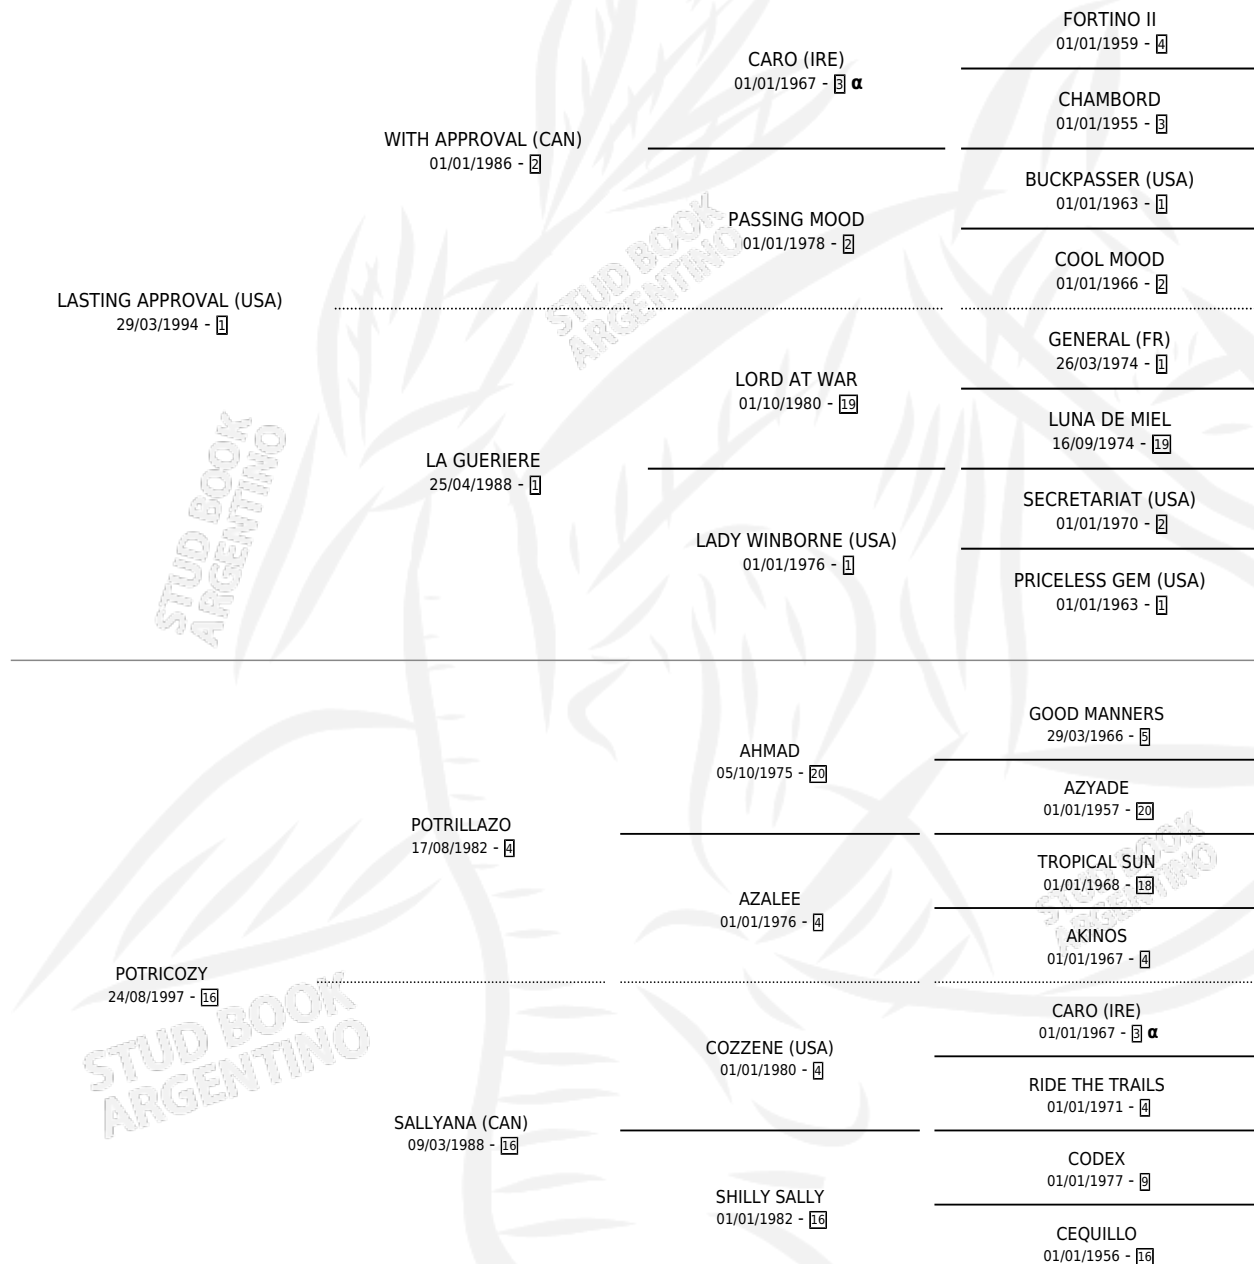 FORTINO II
01/01/1959 - 4
CARO (IRE)
01/01/1967 - 3 α
CHAMBORD
01/01/1955 - 3
WITH APPROVAL (CAN)
01/01/1986 - 2
BUCKPASSER (USA)
01/01/1963 - 1
PASSING MOOD
01/01/1978 - 2
COOL MOOD
01/01/1966 - 2
LASTING APPROVAL (USA)
29/03/1994 - 1
GENERAL (FR)
26/03/1974 - 1
LORD AT WAR
01/10/1980 - 19
LUNA DE MIEL
16/09/1974 - 19
LA GUERIERE
25/04/1988 - 1
SECRETARIAT (USA)
01/01/1970 - 2
LADY WINBORNE (USA)
01/01/1976 - 1
PRICELESS GEM (USA)
01/01/1963 - 1
GOOD MANNERS
29/03/1966 - 5
AHMAD
05/10/1975 - 20
AZYADE
01/01/1957 - 20
POTRILLAZO
17/08/1982 - 4
TROPICAL SUN
01/01/1968 - 18
AZALEE
01/01/1976 - 4
AKINOS
01/01/1967 - 4
POTRICOZY
24/08/1997 - 16
CARO (IRE)
01/01/1967 - 3 α
COZZENE (USA)
01/01/1980 - 4
RIDE THE TRAILS
01/01/1971 - 4
SALLYANA (CAN)
09/03/1988 - 16
CODEX
01/01/1977 - 9
SHILLY SALLY
01/01/1982 - 16
CEQUILLO
01/01/1956 - 16
STUD BOOK
ARGENTINO
STUD BOOK
ARGENTINO
STUD BOOK
ARGENTINO
STUD BOOK
ARGENTINO